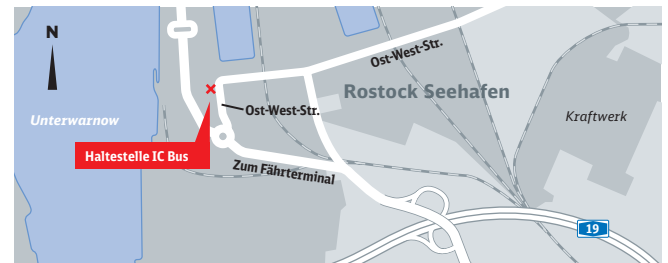 N
Ost-West-Str.
Rostock Seehafen
Ost-West-Str.
Kraftwerk
Unterwarnow
Haltestelle IC Bus
Zum Fährterminal
19